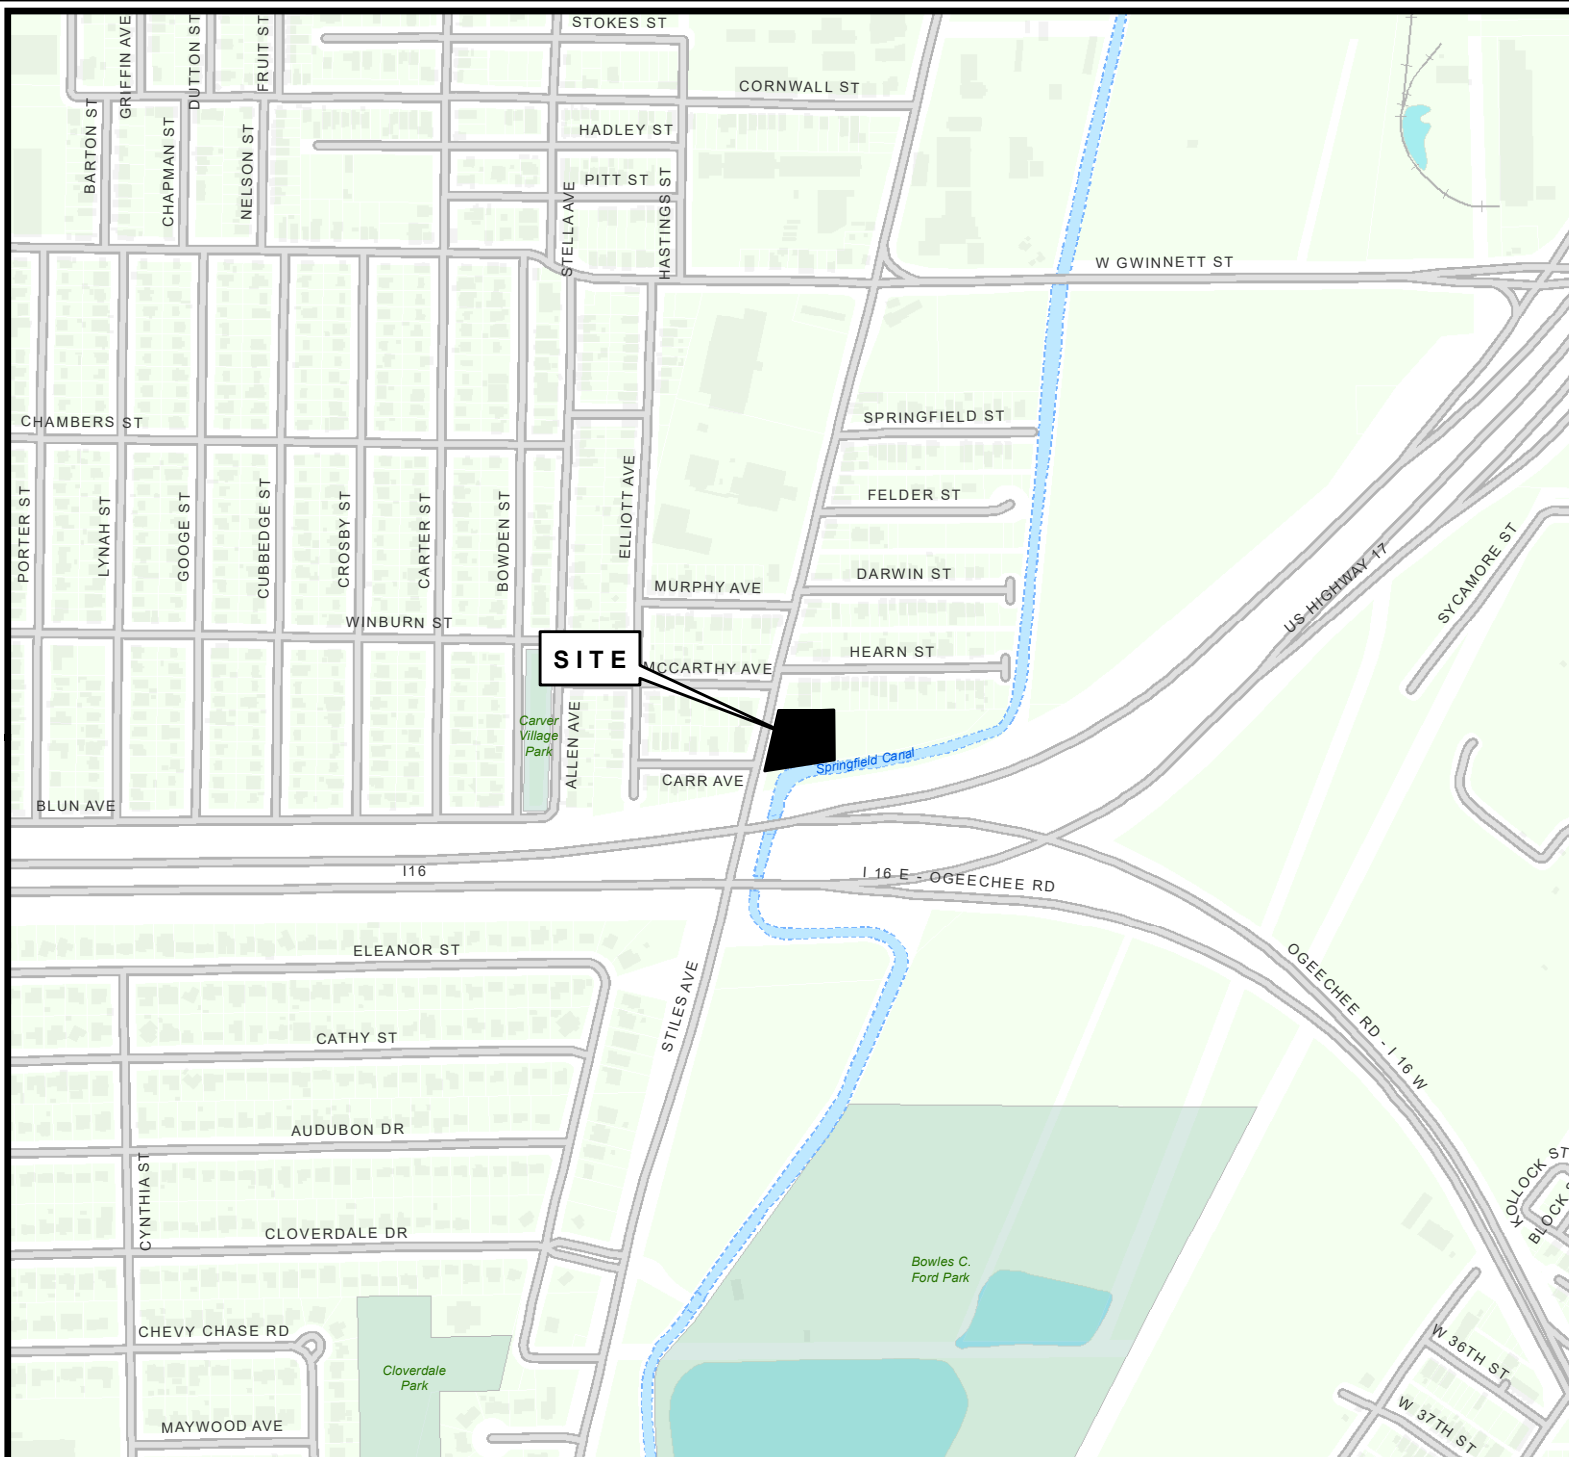 STOKES ST
GRIFFIN AVE
DUTTON ST
FRUIT ST
CORNWALL ST
BARTON ST
CHAPMAN ST
NELSON ST
HADLEY ST
PITT ST
STELLA AVE
HASTINGS ST
W GWINNETT ST
CHAMBERS ST
SPRINGFIELD ST
PORTER ST
LYNAH ST
GOOGE ST
CUBBEDGE ST
CROSBY ST
CARTER ST
BOWDEN ST
ELLIOTT AVE
FELDER ST
DARWIN ST
MURPHY AVE
US HIGHWAY 17
SYCAMORE ST
WINBURN ST
SITE
MCCARTHY AVE
HEARN ST
Carver
Village
Park
ALLEN AVE
CARR AVE
Springfield Canal
BLUN AVE
I16
I 16 E - OGEECHEE RD
ELEANOR ST
STILES AVE
OGEECHEE RD - I 16 W
CATHY ST
AUDUBON DR
CYNTHIA ST
CLOVERDALE DR
KOLLOCK ST
BLOCK S
Bowles C.
Ford Park
CHEVY CHASE RD
Cloverdale
Park
W 36TH ST
W 37TH ST
MAYWOOD AVE